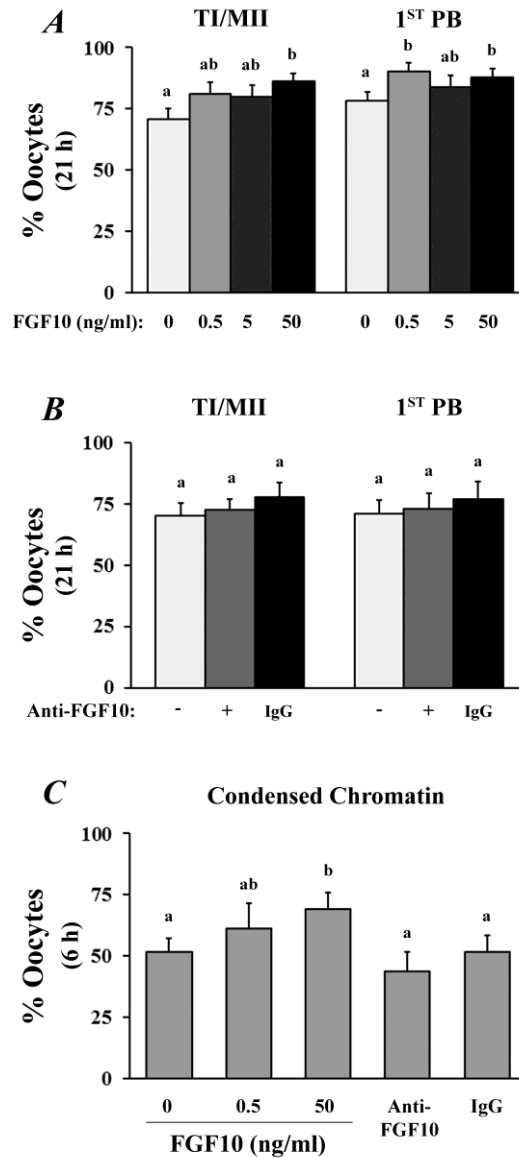 A TI/MII 1ST PB
100 75 50 25 0
% Oocytes
(21 h)
a ab ab b a b ab b
FGF10 (ng/ml): 0 0.5 5 50 0 0.5 5 50
B TI/MII 1ST PB
100 75 50 25 0
% Oocytes
(21 h)
a a a a a a
Anti-FGF10: - + IgG - + IgG
C Condensed Chromatin
100 75 50 25 0
% Oocytes
(6 h)
a ab b a a
0 0.5 50 Anti- IgG
FGF10
FGF10 (ng/ml)